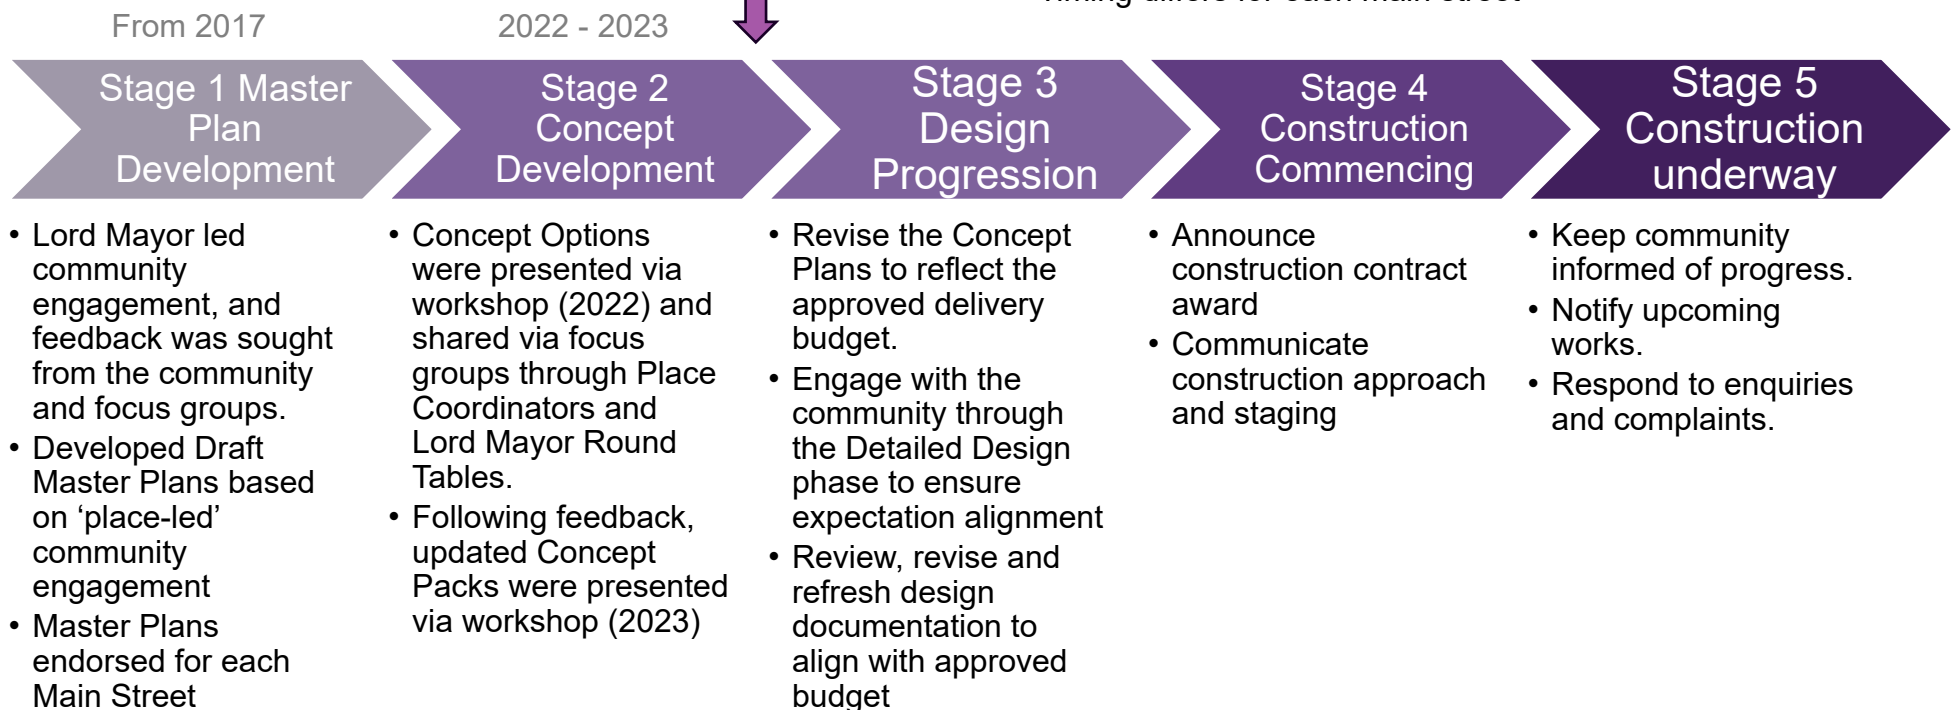 Timing differs for each main street
From 2017
2022 - 2023
Stage 1 Master
Plan
Development
Stage 2
Concept
Development
Stage 3
Design
Progression
Stage 4
Construction
Commencing
Stage 5
Construction
underway
• Lord Mayor led
community
engagement, and
feedback was sought
from the community
and focus groups.
• Developed Draft
Master Plans based
on ‘place-led’
community
engagement
• Master Plans
endorsed for each
Main Street
• Concept Options
were presented via
workshop (2022) and
shared via focus
groups through Place
Coordinators and
Lord Mayor Round
Tables.
• Following feedback,
updated Concept
Packs were presented
via workshop (2023)
• Revise the Concept
Plans to reflect the
approved delivery
budget.
• Engage with the
community through
the Detailed Design
phase to ensure
expectation alignment
• Review, revise and
refresh design
documentation to
align with approved
budget
• Announce
construction contract
award
• Communicate
construction approach
and staging
• Keep community
informed of progress.
• Notify upcoming
works.
• Respond to enquiries
and complaints.